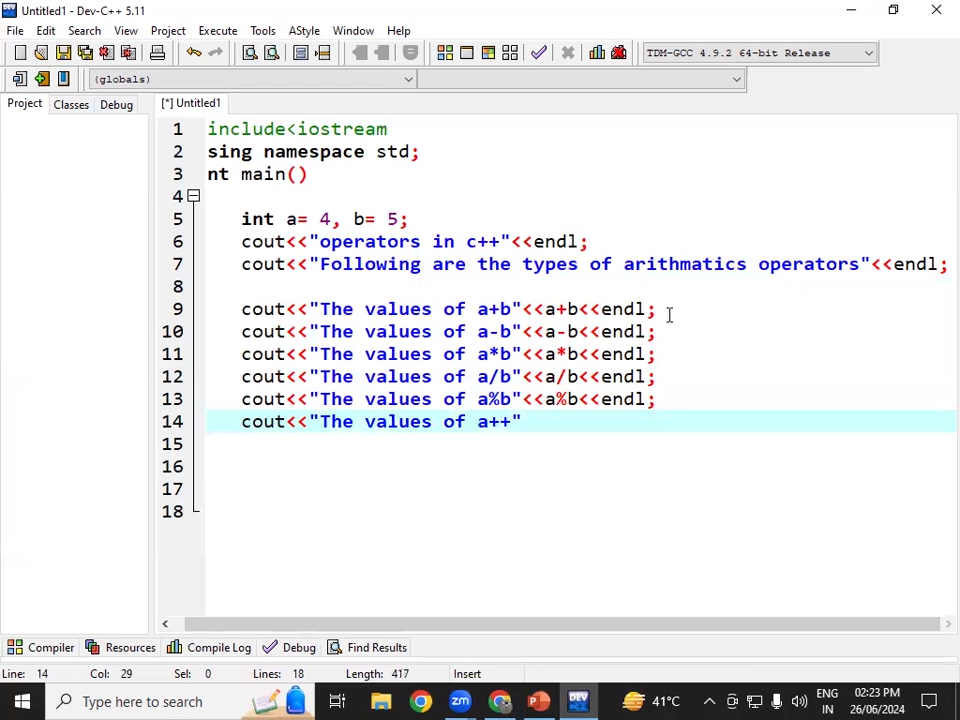 Untitled1 - Dev-C++ 5.11
File Edit Search View Project Execute Tools AStyle Window Help
TDM-GCC 4.9.2 64-bit Release
(globals)
Project Classes Debug [*] Untitled1
1 include<iostream
2 sing namespace std;
3 nt main()
4
5 int a= 4, b= 5;
6 cout<<"operators in c++"<<endl;
7 cout<<"Following are the types of arithmatics operators"<<endl;
8
9 cout<<"The values of a+b"<<a+b<<endl;
10 cout<<"The values of a-b"<<a-b<<endl;
11 cout<<"The values of a*b"<<a*b<<endl;
12 cout<<"The values of a/b"<<a/b<<endl;
13 cout<<"The values of a%b"<<a%b<<endl;
14 cout<<"The values of a++"
15
16
17
18
Compiler Resources Compile Log Debug Find Results
Line: 14 Col: 29 Sel: 0 Lines: 18 Length: 417 Insert
Type here to search zm DEV 41°C ENG IN 02:23 PM 26/06/2024